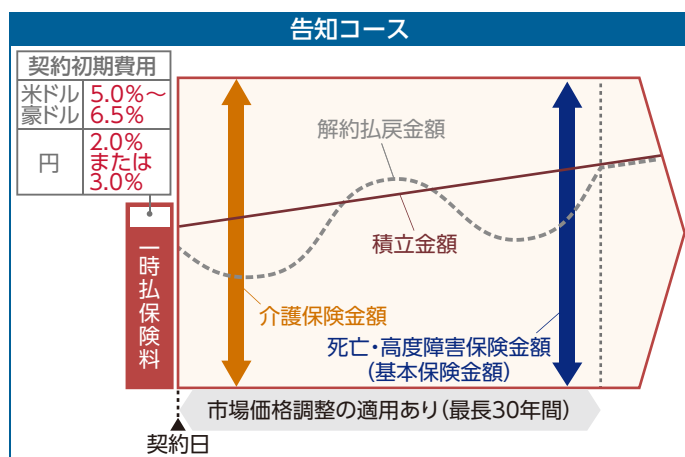 告知コース
契約初期費用
米ドル
豪ドル
5.0%～
6.5%
円
2.0%
または
3.0%
解約払戻金額
積立金額
一時払保険料
介護保険金額
死亡・高度障害保険金額
(基本保険金額)
市場価格調整の適用あり(最長30年間)
契約日